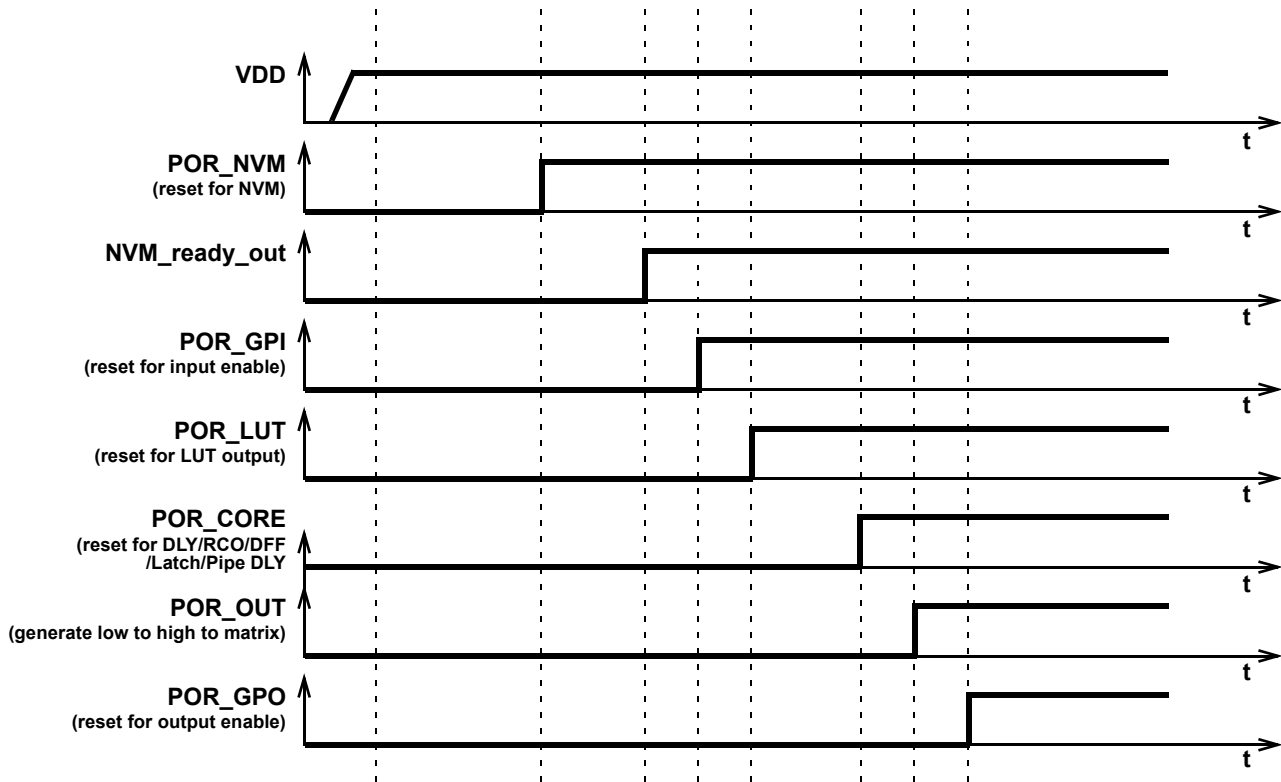 VDD
t
POR_NVM
(reset for NVM)
t
NVM_ready_out
t
POR_GPI
(reset for input enable)
t
POR_LUT
(reset for LUT output)
t
POR_CORE
(reset for DLY/RCO/DFF
/Latch/Pipe DLY
t
POR_OUT
(generate low to high to matrix)
t
POR_GPO
(reset for output enable)
t